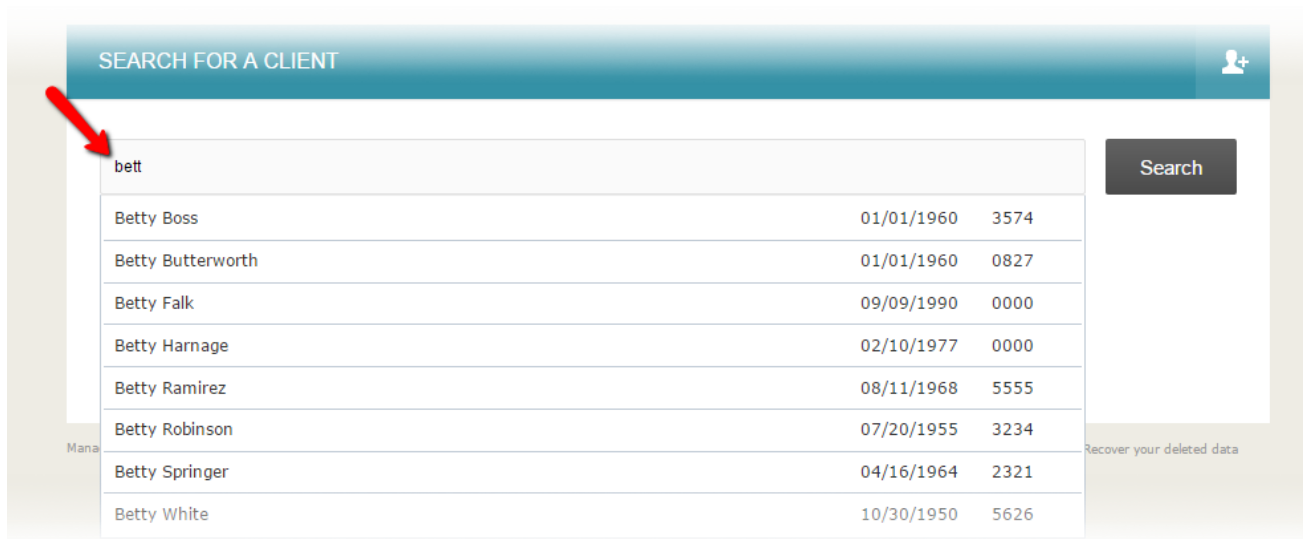 SEARCH FOR A CLIENT
bett
Search
Betty Boss 01/01/1960 3574
Betty Butterworth 01/01/1960 0827
Betty Falk 09/09/1990 0000
Betty Harnage 02/10/1977 0000
Betty Ramirez 08/11/1968 5555
Betty Robinson 07/20/1955 3234
Mana Recover your deleted data
Betty Springer 04/16/1964 2321
Betty White 10/30/1950 5626